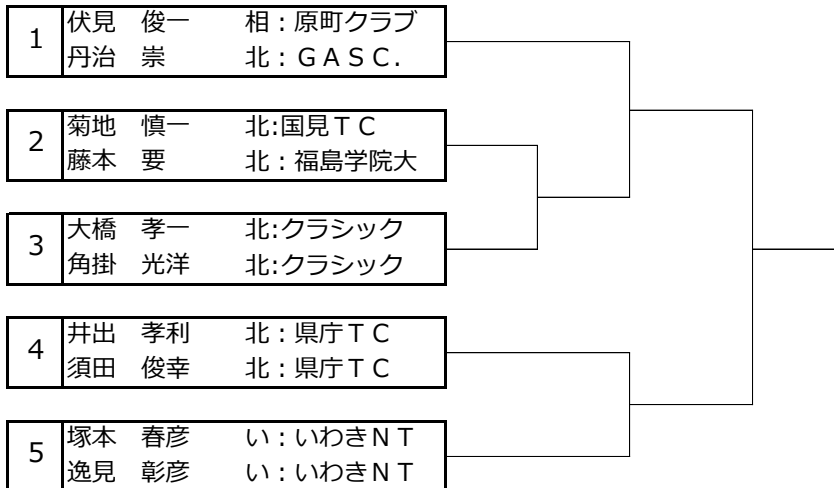 1
伏見　俊一　相：原町クラブ
丹治　崇　北：ＧＡＳＣ．
2
菊地　慎一　北:国見ＴＣ
藤本　要　北：福島学院大
3
大橋　孝一　北:クラシック
角掛　光洋　北:クラシック
4
井出　孝利　北：県庁ＴＣ
須田　俊幸　北：県庁ＴＣ
5
塚本　春彦　い：いわきＮＴ
逸見　彰彦　い：いわきＮＴ